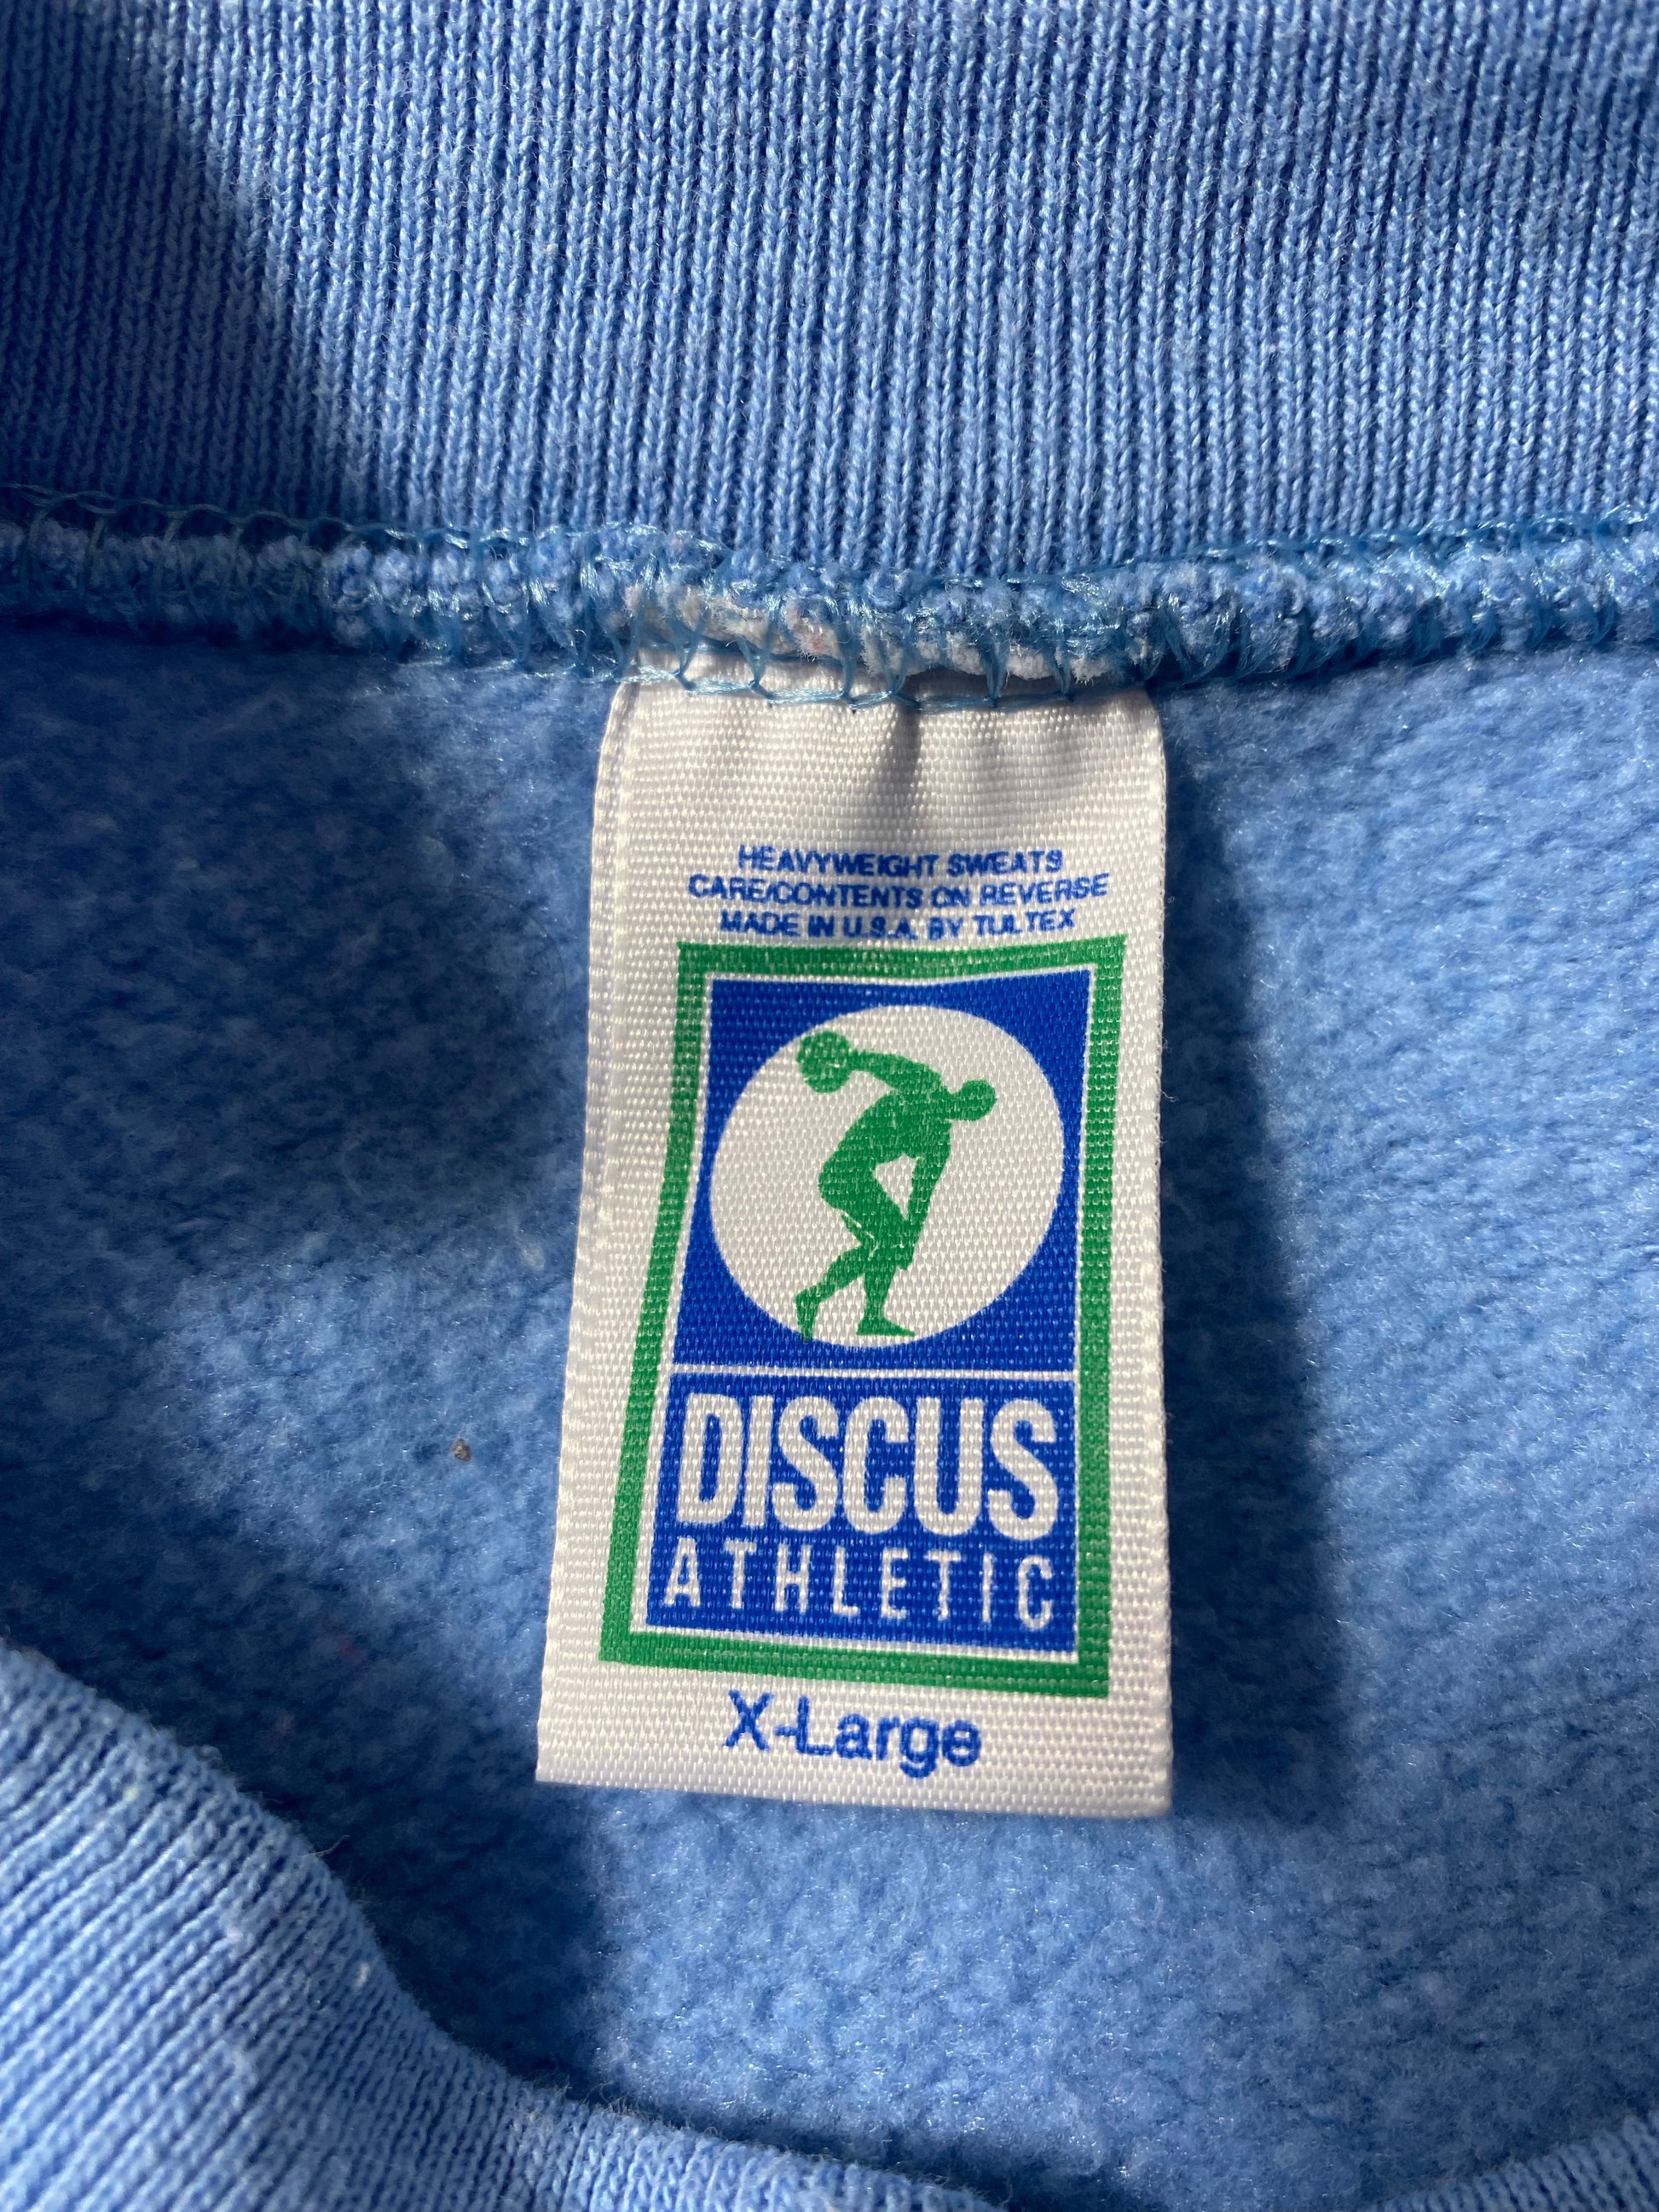 HEAVYWEIGHT SWEATS
CARE/CONTENTS ON REVERSE
MADE IN U.S.A. BY TULTEX
DISCUS
ATHLETIC
X-Large